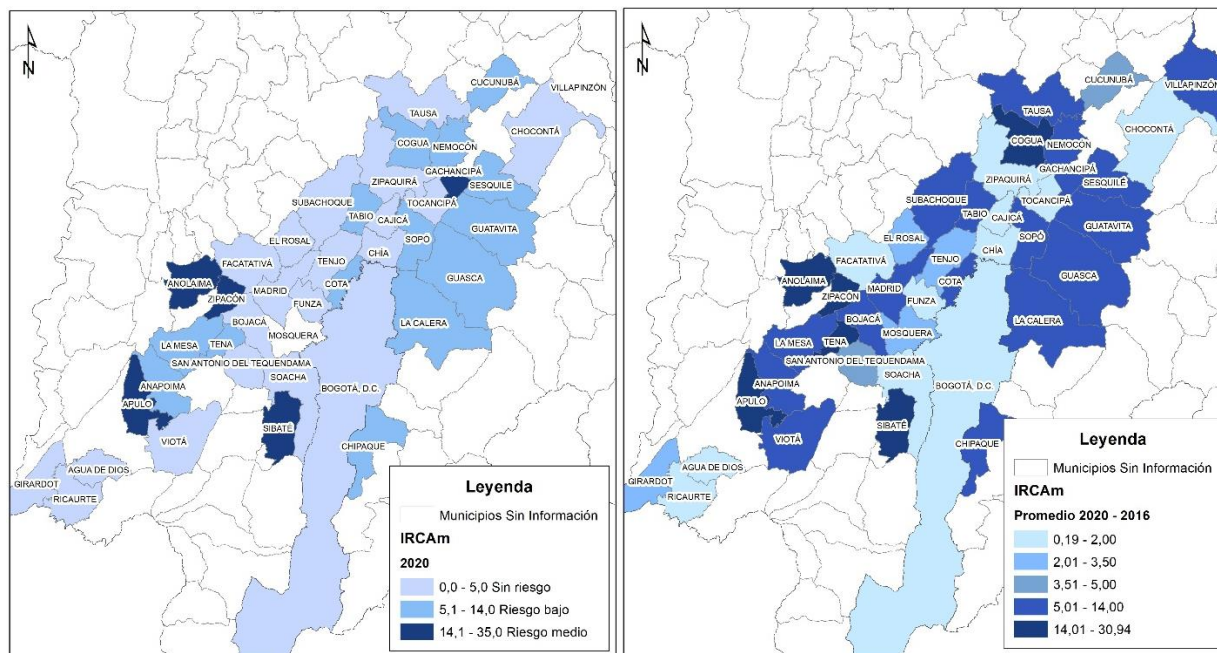 N
CUCUNUBÁ
VILLAPINZÓN
TAUSA
CHOCONTÁ
COGUA
NEMOCÓN
GACHANCIPÁ
SESQUILÉ
ZIPAQUIRÁ
TOCANCIPÁ
SUBACHOQUE
TABIO
CAJICÁ
GUATAVITA
SOPÓ
EL ROSAL
TENJO
CHÍA
FACATATIVÁ
GUASCA
ANOLAIMA
MADRID
COTA
ZIPACÓN
FUNZA
BOJACÁ
LA CALERA
MOSQUERA
LA MESA
TENA
SAN ANTONIO DEL TEQUENDAMA
SOACHA
ANAPOIMA
BOGOTÁ, D.C.
APULO
SIBATÉ
VIOTÁ
CHIPAQUE
AGUA DE DIOS
GIRARDOT
RICAURTE
Leyenda
Municipios Sin Información
IRCAm
2020
0,0 - 5,0 Sin riesgo
5,1 - 14,0 Riesgo bajo
14,1 - 35,0 Riesgo medio
N
CUCUNUBÁ
VILLAPINZÓN
TAUSA
CHOCONTÁ
COGUA
NEMOCÓN
GACHANCIPÁ
SESQUILÉ
ZIPAQUIRÁ
TOCANCIPÁ
SUBACHOQUE
TABIO
CAJICÁ
GUATAVITA
SOPÓ
EL ROSAL
TENJO
CHÍA
FACATATIVÁ
GUASCA
ANOLAIMA
MADRID
COTA
ZIPACÓN
FUNZA
BOJACÁ
LA CALERA
MOSQUERA
LA MESA
TENA
SAN ANTONIO DEL TEQUENDAMA
SOACHA
ANAPOIMA
BOGOTÁ, D.C.
APULO
SIBATÉ
VIOTÁ
CHIPAQUE
AGUA DE DIOS
GIRARDOT
RICAURTE
Leyenda
Municipios Sin Información
IRCAm
Promedio 2020 - 2016
0,19 - 2,00
2,01 - 3,50
3,51 - 5,00
5,01 - 14,00
14,01 - 30,94